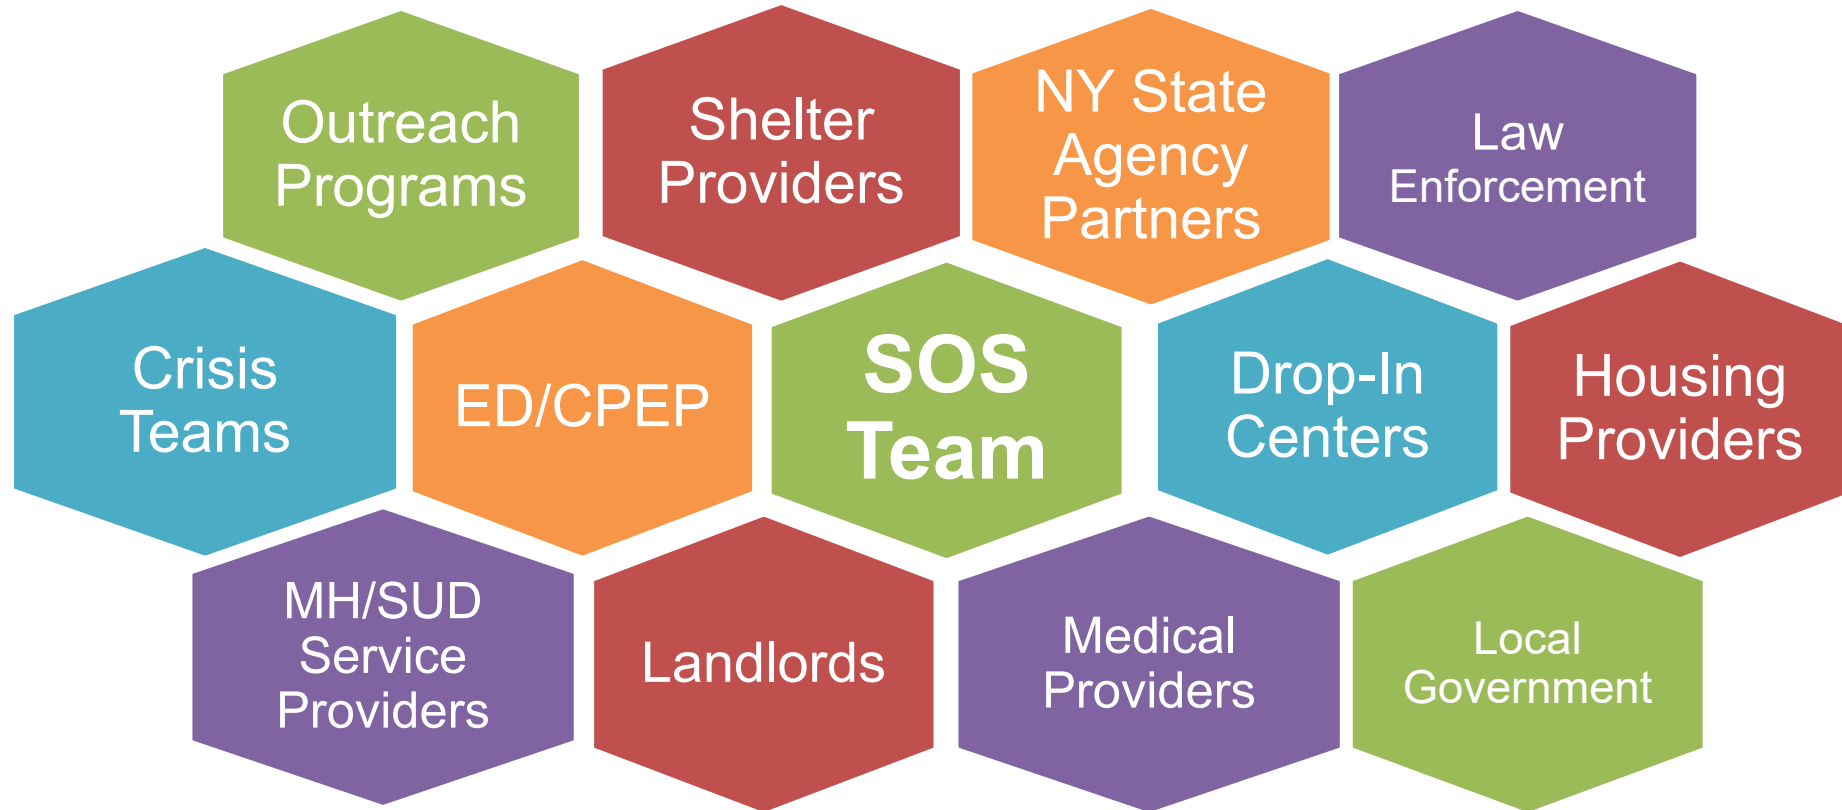 Outreach
Programs
Shelter
Providers
NY State
Agency
Partners
Law
Enforcement
Crisis
Teams
ED/CPEP
SOS
Team
Drop-In
Centers
Housing
Providers
MH/SUD
Service
Providers
Landlords
Medical
Providers
Local
Government